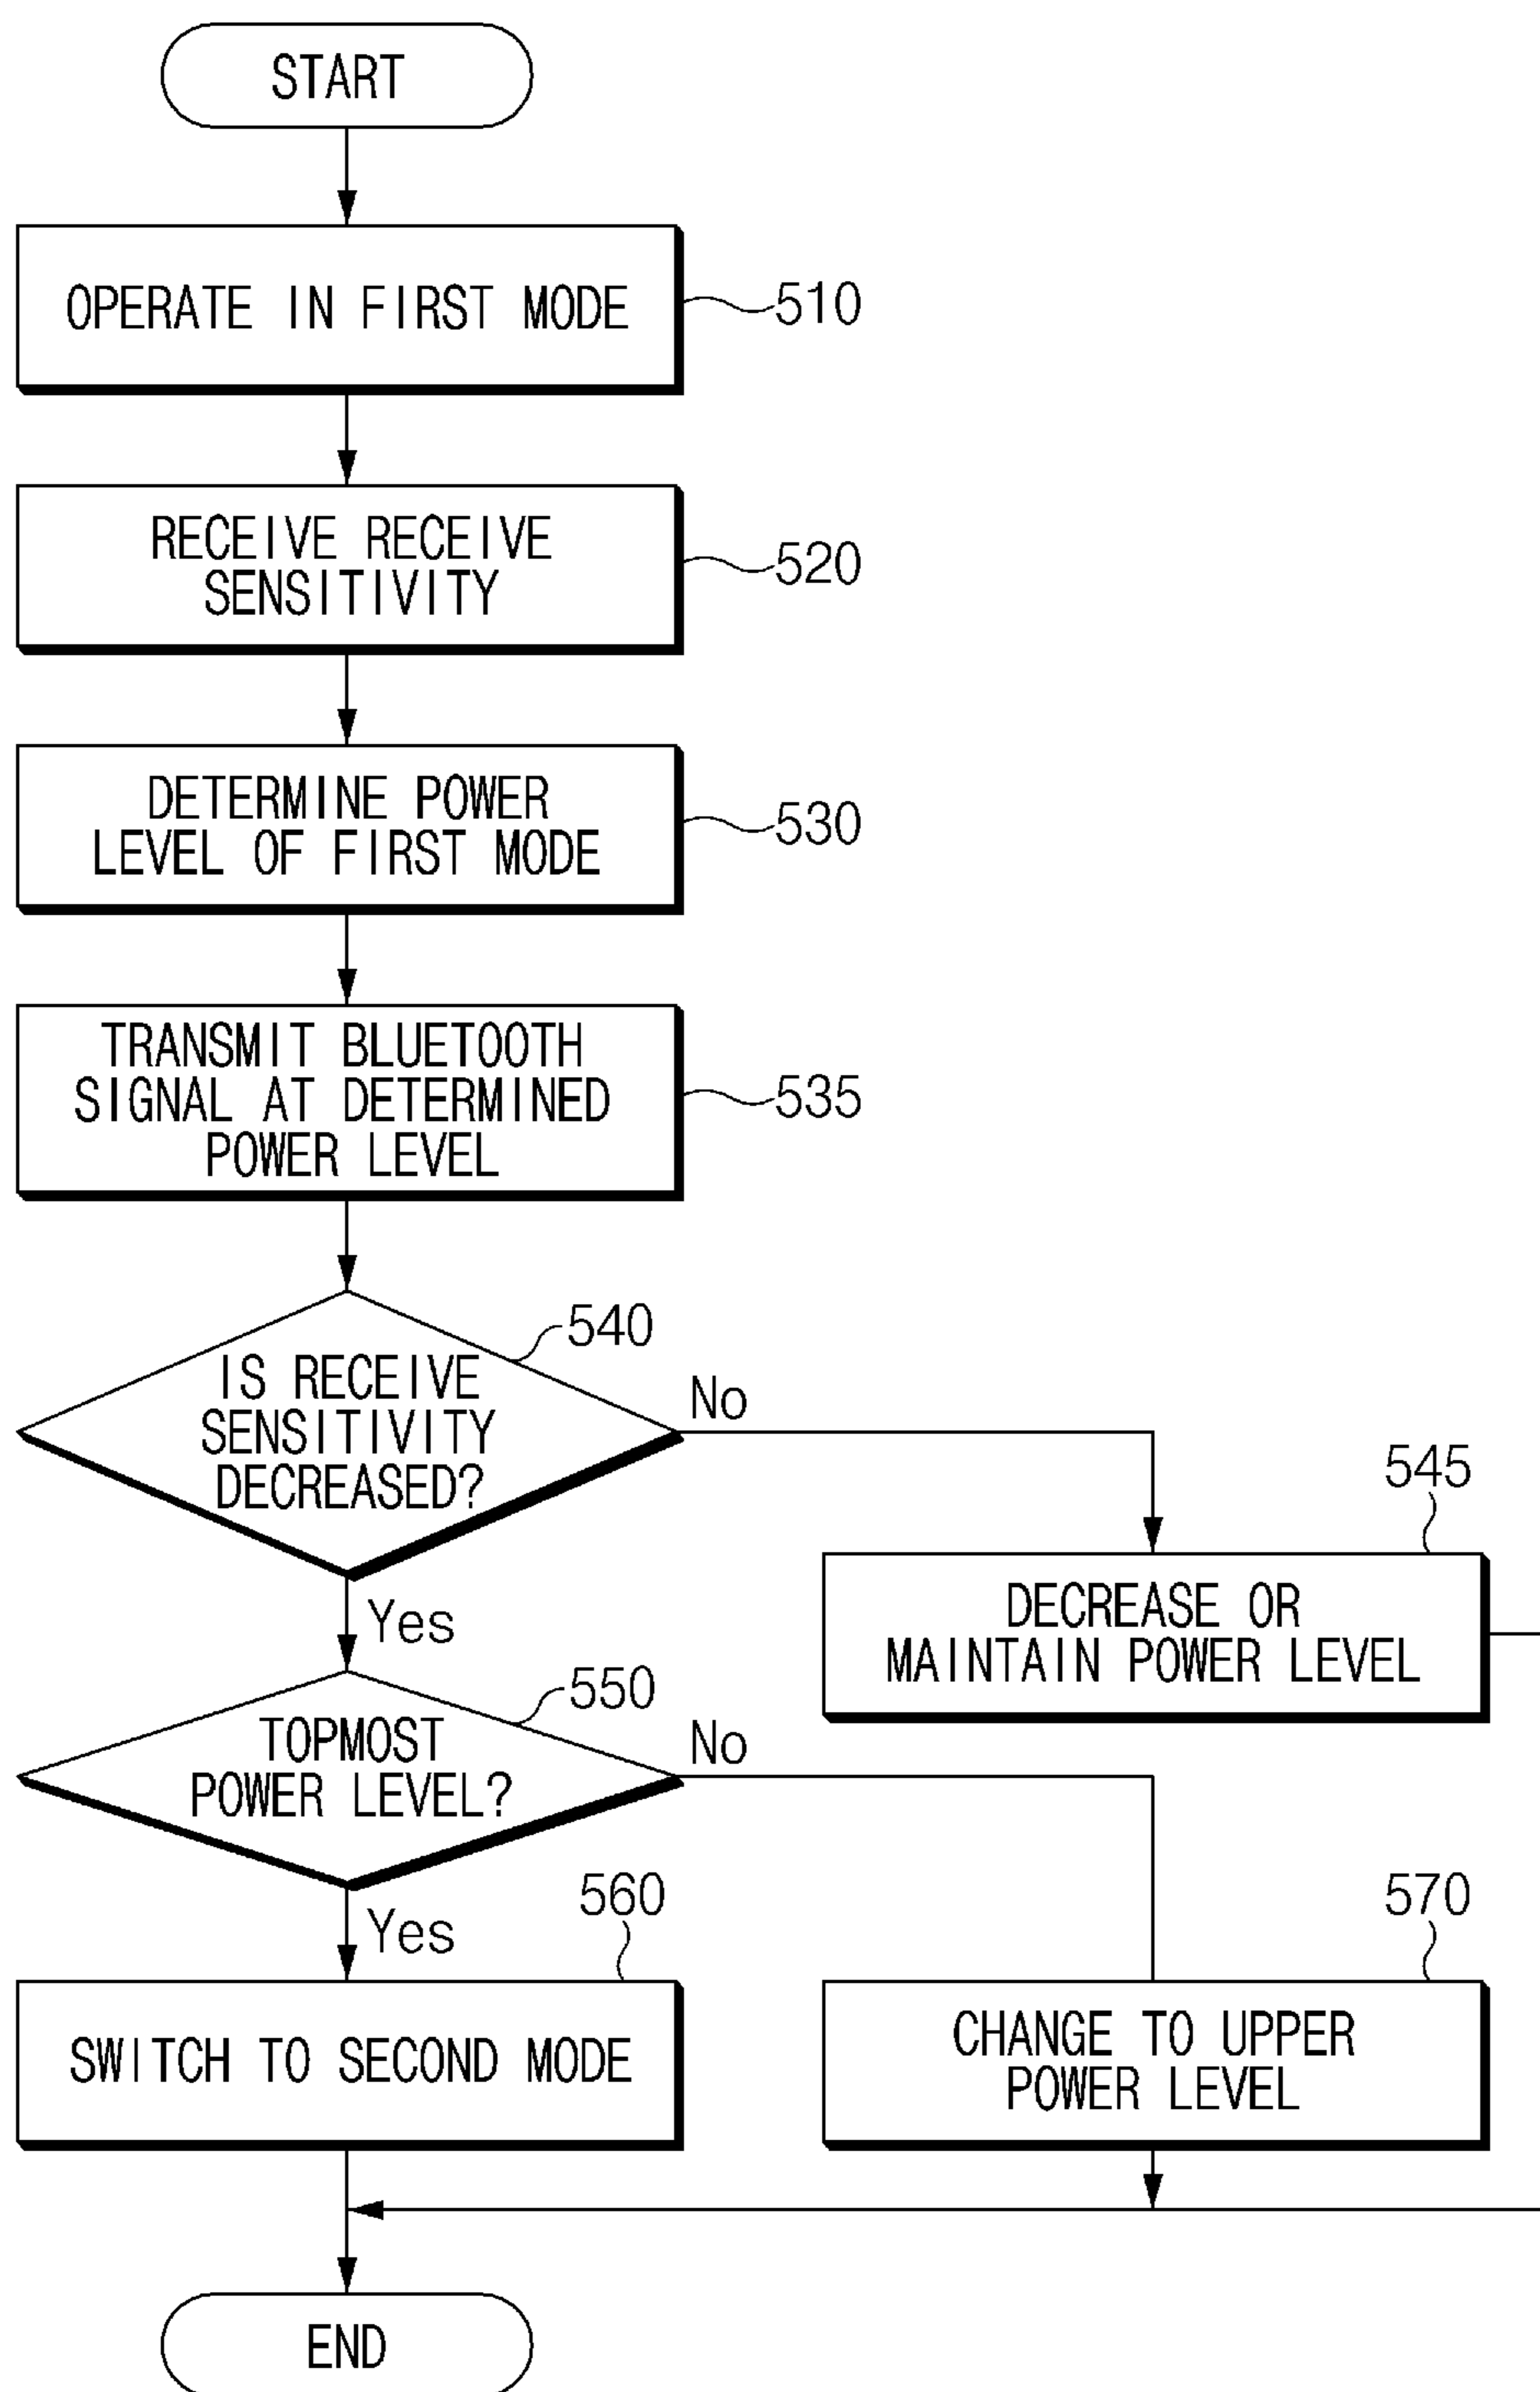 START
OPERATE IN FIRST MODE
510
RECEIVE RECEIVE
SENSITIVITY
520
DETERMINE POWER
LEVEL OF FIRST MODE
530
TRANSMIT BLUETOOTH
SIGNAL AT DETERMINED
POWER LEVEL
535
540
IS RECEIVE
SENSITIVITY
DECREASED?
No
545
DECREASE OR
MAINTAIN POWER LEVEL
Yes
550
TOPMOST
POWER LEVEL?
No
Yes
560
SWITCH TO SECOND MODE
570
CHANGE TO UPPER
POWER LEVEL
END